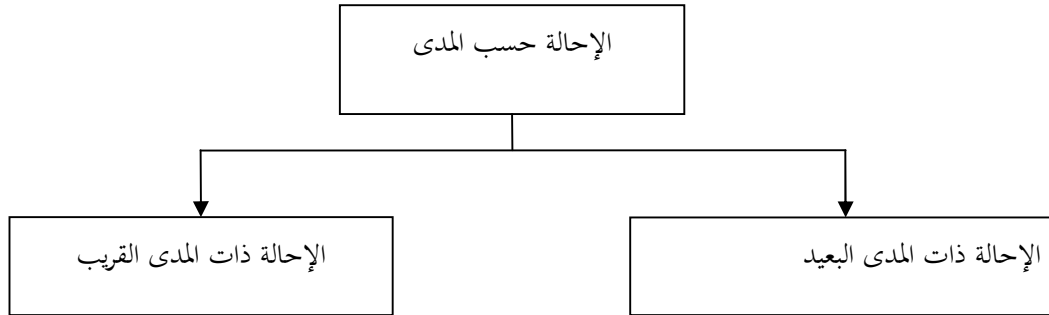 الإحالة حسب المدى
الإحالة ذات المدى البعيد
الإحالة ذات المدى القريب